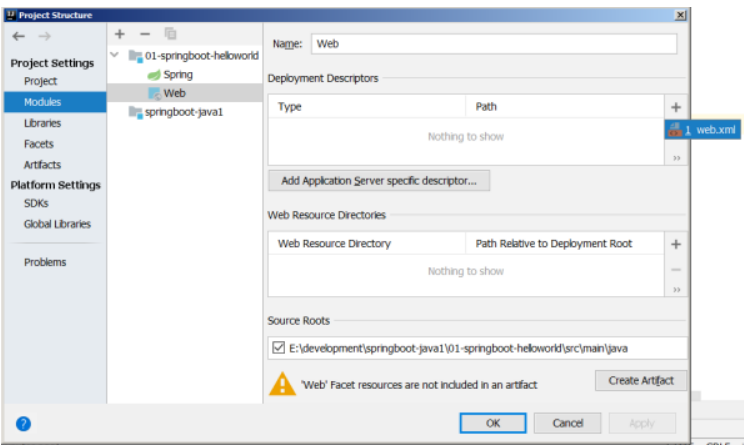 Project Structure
Project Settings
Project
Modules
Libraries
Facets
Artifacts
Platform Settings
SDKs
Global Libraries
Problems
01-springboot-helloworld
Spring
Web
springboot-java1
Name: Web
Deployment Descriptors
Type Path
Nothing to show
1 web.xml
Add Application Server specific descriptor...
Web Resource Directories
Web Resource Directory Path Relative to Deployment Root
Nothing to show
Source Roots
E:\development\springboot-java1\01-springboot-helloworld\src\main\java
'Web' Facet resources are not included in an artifact
Create Artifact
OK Cancel Apply